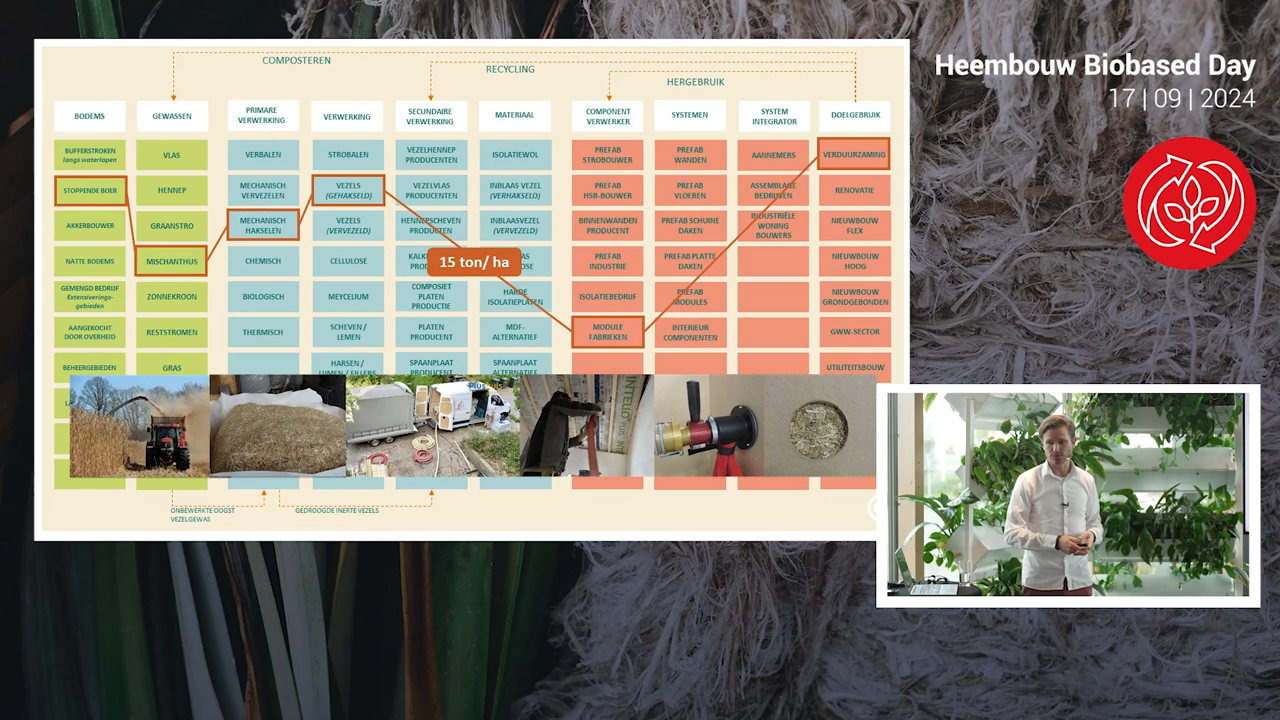 COMPOSTEREN
RECYCLING
HERGEBRUIK
BODEMS
GEWASSEN
PRIMARE
VERWERKING
VERWERKING
SECUNDAIRE
VERWERKING
MATERIAAL
COMPONENT
VERWERKER
SYSTEMEN
SYSTEM
INTEGRATOR
DOELGEBRUIK
BUFFERSTROKEN
langs waterlopen
VLAS
VERBALEN
STROBALEN
VEZELHENNEP
PRODUCENTEN
ISOLATIEWOL
PREFAB
STROBOUWER
PREFAB
WANDEN
AANNEMERS
VERDUURZAMING
STOPPENDE BOER
HENNEP
MECHANISCH
VERVEZELEN
VEZELS
(GEHAKSELD)
VEZELVLAS
PRODUCENTEN
INBLAAS VEZEL
(VERHAKSELD)
PREFAB
HSB-BOUWER
PREFAB
VLOEREN
ASSEMBLAGE
BEDRIJVEN
RENOVATIE
AKKERBOUWER
GRAANSTRO
MECHANISCH
HAKSELEN
VEZELS
(VERVEZELD)
HENNEPSCHEVEN
PRODUCTEN
INBLAASVEZEL
(VERVEZELD)
BINNENWANDEN
PRODUCENT
PREFAB SCHUINE
DAKEN
INDUSTRIËLE
WONING
BOUWERS
NIEUWBOUW
FLEX
NATTE BODEMS
MISCHANTHUS
CHEMISCH
CELLULOSE
15 ton/ ha
PREFAB
INDUSTRIE
PREFAB PLATTE
DAKEN
NIEUWBOUW
HOOG
GEMENGD BEDRIJF
Extensiverings-
gebieden
ZONNEKROON
BIOLOGISCH
MEYCELIUM
COMPOSIET
PLATEN
PRODUCTIE
HARDE
ISOLATIEPLATEN
ISOLATIEBEDRIJF
PREFAB
MODULES
NIEUWBOUW
GRONDGEBONDEN
AANGEKOCHT
DOOR OVERHEID
RESTSTROMEN
THERMISCH
SCHEVEN /
LEMEN
PLATEN
PRODUCENT
MDF-
ALTERNATIEF
MODULE
FABRIEKEN
INTERIEUR
COMPONENTEN
GWW-SECTOR
BEHEERGEBIEDEN
GRAS
HARSEN /
SPAANPLAAT
PRODUCENT
SPAANPLAAT
ALTERNATIEF
UTILITEITSBOUW
INTELLO
ONBEWERKTE OOGST
VEZELGEWAS
GEDROOGDE INERTE VEZELS
Heembouw Biobased Day
17 | 09 | 2024